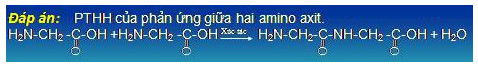 Đáp án: PTHH của phản ứng giữa hai amino axit.
H₂N-CH₂-C-OH +H₂N-CH₂-C-OH Xúc tác H₂N-CH₂-C-NH-CH₂-C-OH + H₂O
O O O O